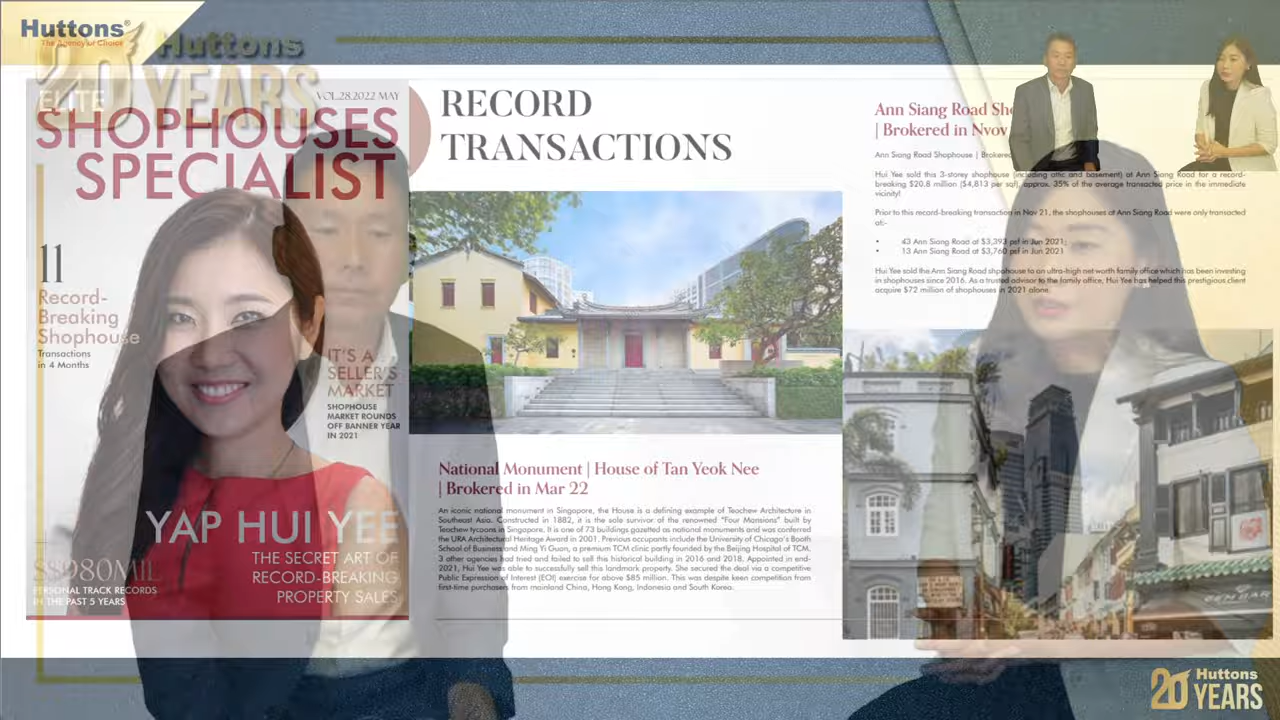 Huttons®
The Agency of Choice
Huttons
20 YEARS
ELITE
VOL.28.2022 MAY
SHOPHOUSES
SPECIALIST
11
Record-
Breaking
Shophouse
Transactions
in 4 Months
IT'S A
SELLER'S
MARKET
SHOPHOUSE
MARKET ROUNDS
OFF BANNER YEAR
IN 2021
YAP HUI YEE
THE SECRET ART OF
RECORD-BREAKING
PROPERTY SALES
980MIL
PERSONAL TRACK RECORDS
IN THE PAST 5 YEARS
RECORD
TRANSACTIONS
National Monument | House of Tan Yeok Nee
| Brokered in Mar 22
An iconic national monument in Singapore, the House is a defining example of Teochew Architecture in
Southeast Asia. Constructed in 1882, it is the sole survivor of the renowned "Four Mansions" built by
Teochew tycoons in Singapore. It is one of 73 buildings gazetted as national monuments and was conferred
the URA Architectural Heritage Award in 2001. Previous occupants include the University of Chicago's Booth
School of Business and Ming Yi Guan, a premium TCM clinic partly founded by the Beijing Hospital of TCM.
3 other agencies had tried and failed to sell this historical building in 2016 and 2018. Appointed in end-
2021, Hui Yee was able to successfully sell this landmark property. She secured the deal via a competitive
Public Expression of Interest (EOI) exercise for above $85 million. This was despite keen competition from
first-time purchasers from mainland China, Hong Kong, Indonesia and South Korea.
Ann Siang Road
| Brokered in Nvov
Ann Siang Road Shophouse | Brokered
Hui Yee sold this 3-storey shophouse (including attic and basement) at Ann Siang Road for a record-
breaking $20.8 million ($4,813 per sqf), approx. 35% of the average transacted price in the immediate
vicinity!
Prior to this record-breaking transaction in Nov 21, the shophouses at Ann Siang Road were only transacted
at:-
• 43 Ann Siang Road at $3,393 psf in Jun 2021;
• 13 Ann Siang Road at $3,760 psf in Jun 2021
Hui Yee sold the Ann Siang Road shophouse to an ultra-high net-worth family office which has been investing
in shophouses since 2016. As a trusted advisor to the family office, Hui Yee has helped this prestigious client
acquire $72 million of shophouses in 2021 alone.
20 Huttons
YEARS